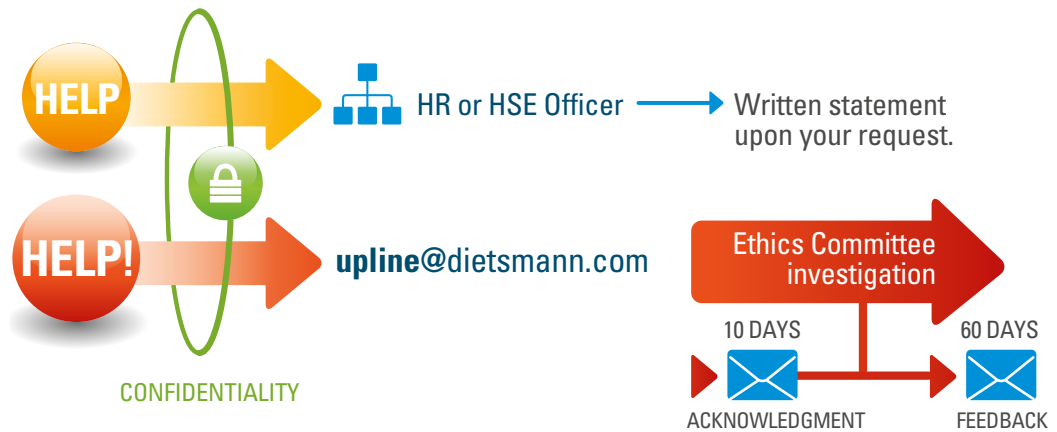 HELP
HR or HSE Officer
Written statement
upon your request.
HELP!
upline@dietsmann.com
Ethics Committee
investigation
10 DAYS
60 DAYS
CONFIDENTIALITY
ACKNOWLEDGMENT
FEEDBACK